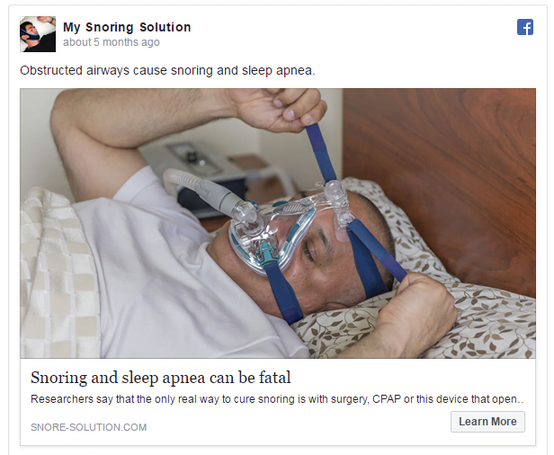 My Snoring Solution
about 5 months ago
Obstructed airways cause snoring and sleep apnea.
Snoring and sleep apnea can be fatal
Researchers say that the only real way to cure snoring is with surgery, CPAP or this device that open..
SNORE-SOLUTION.COM
Learn More